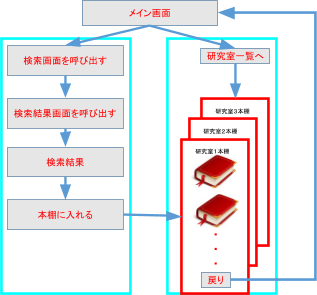 メイン画面
検索画面を呼び出す
検索結果画面を呼び出す
検索結果
本棚に入れる
研究室一覧へ
研究室3本棚
研究室2本棚
研究室1本棚
戻り